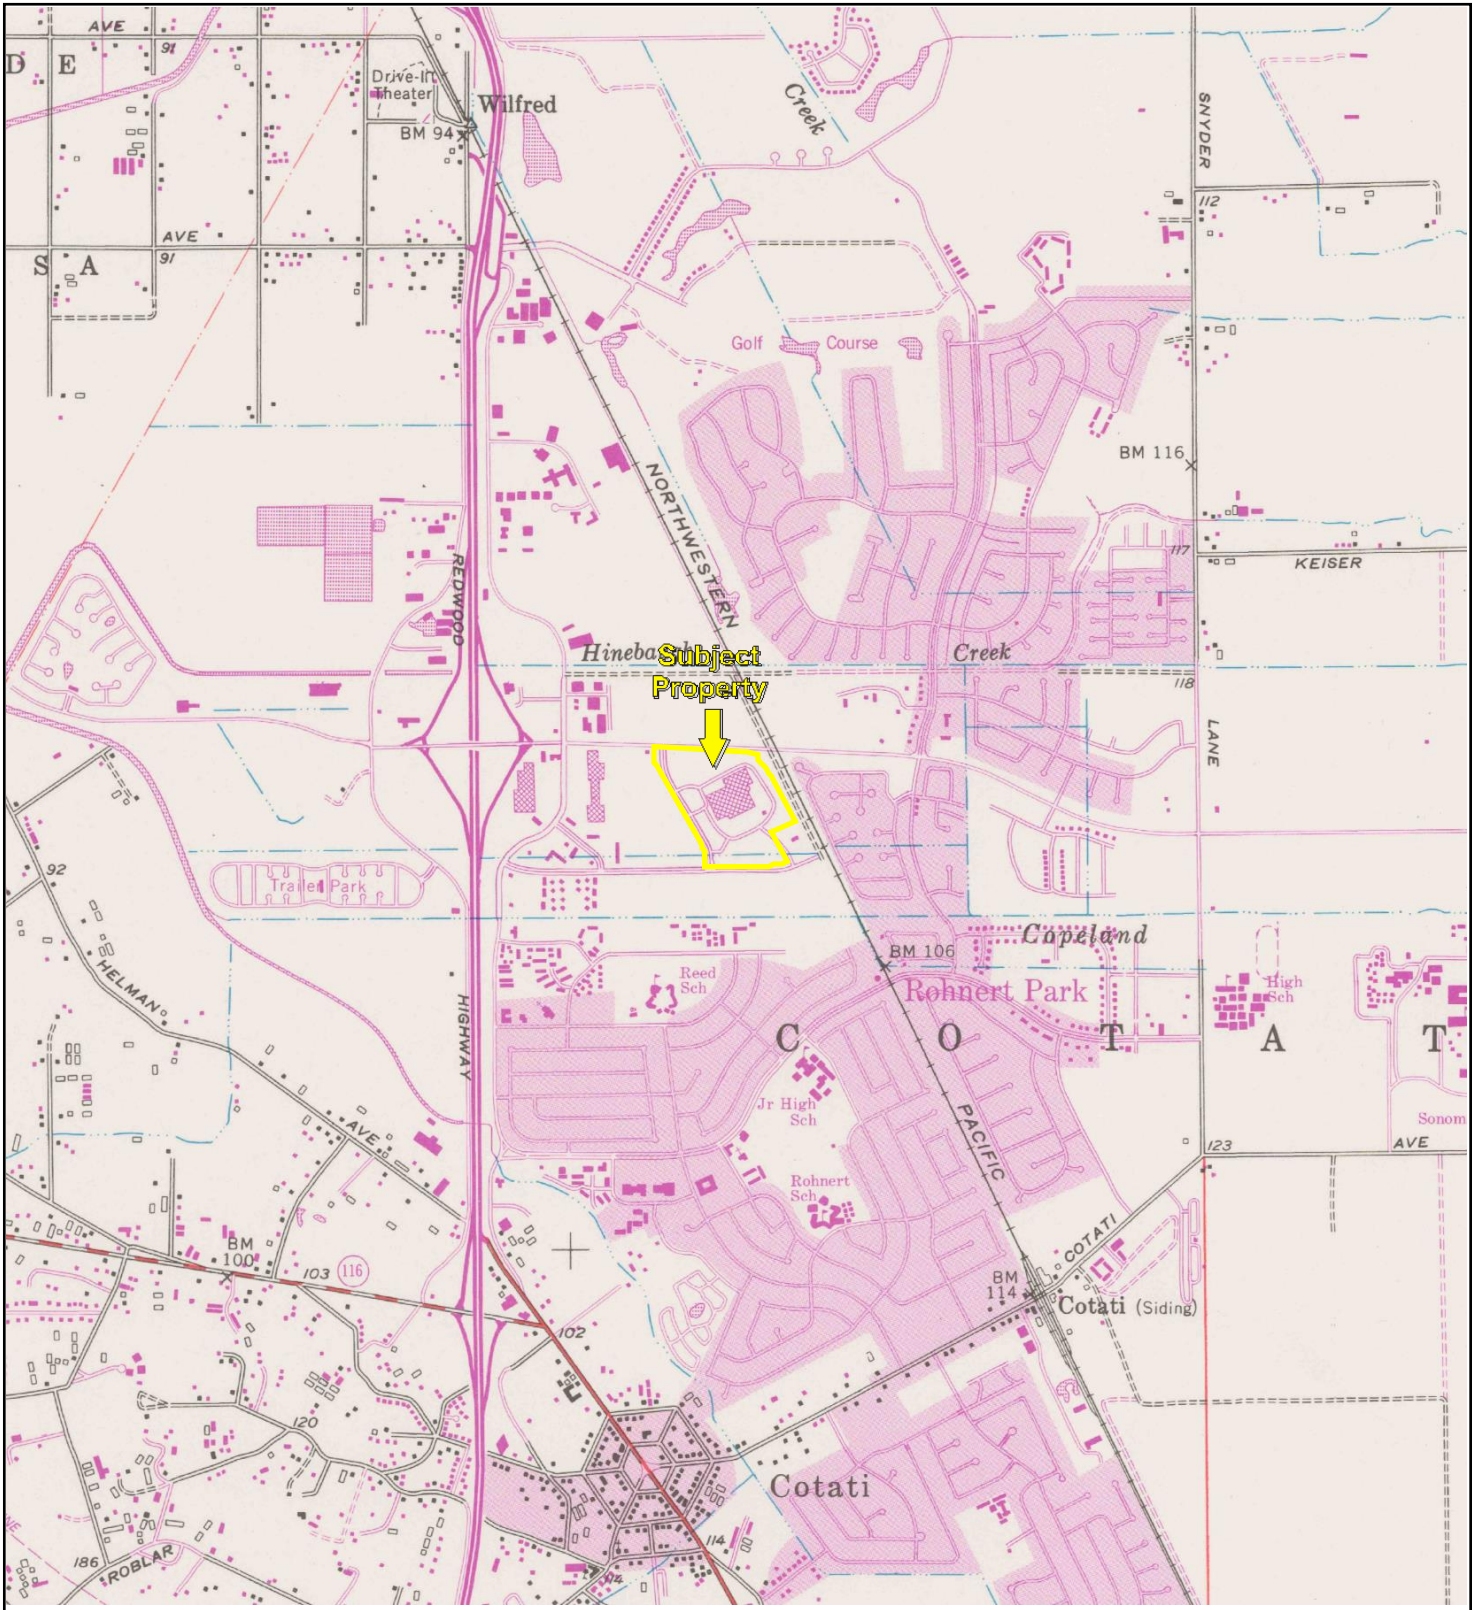 AVE
91
D E
Drive-In
Theater
Wilfred
BM 94
Creek
SNYDER
112
AVE
91
S A
Golf Course
BM 116
NORTHWESTERN
REDWOOD
117
KEISER
Subject
Property
Creek
118
LANE
92
Trailer Park
HELMAN
AVE
HIGHWAY
Copeland
BM 106
Reed
Sch
Rohnert Park
High
Sch
C O T A T
Jr High
Sch
PACIFIC
Sonom
123
AVE
Rohnert
Sch
BM
100
103
116
COTATI
BM
114
Cotati (Siding)
102
120
Cotati
114
186
ROBLAR